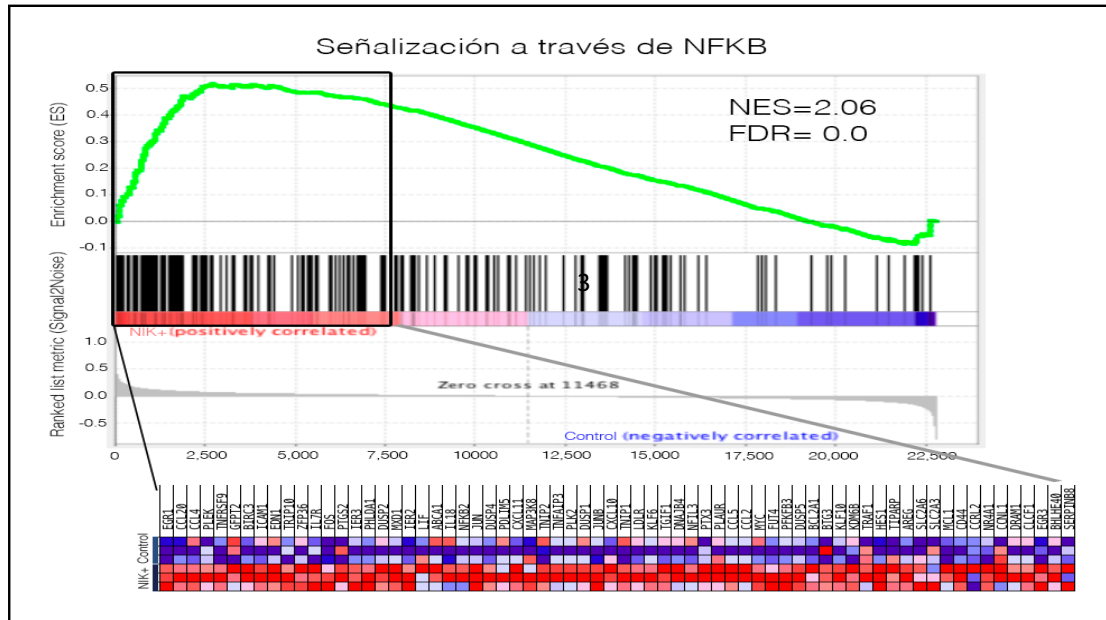 Señalización a través de NFKB
NES=2.06
FDR= 0.0
Enrichment score (ES)
0.5
0.4
0.3
0.2
0.1
0.0
-0.1
3
NIK+(positively correlated)
Ranked list metric (Signal2Noise)
1.0
0.5
0.0
-0.5
Zero cross at 11468
Control (negatively correlated)
0 2,500 5,000 7,500 10000 12,500 15,000 17,500 20,000 22,500
EGR1
CCL20
CCL4
PLEK
TNFRSF9
GFPT2
BIRC3
ICAM1
EDN1
TRIP10
ZFP36
IL7R
FOS
PTGS2
IER3
PHLDA1
DUSP2
MXD1
IER2
LIF
ABCA1
IL18
NFKB2
JUN
DUSP4
PDLIM5
CXCL11
MAP3K8
TNIP2
TNFAIP3
PLK2
DUSP1
JUNB
CXCL10
TNIP1
LDLR
KLF6
TGIF1
DNAJB4
NFIL3
PTX3
PLAUR
CCL5
CCL2
MYC
FUT4
PFKFB3
DUSP5
BCL2A1
BTG3
KLF10
KDM6B
TRAF1
HES1
TIPARP
AREG
SLC2A6
SLC2A3
MCL1
CD44
CCRL2
NR4A1
CCNL1
DRAM1
CLCF1
EGR3
BHLHE40
SERPINB8
Control
NIK+